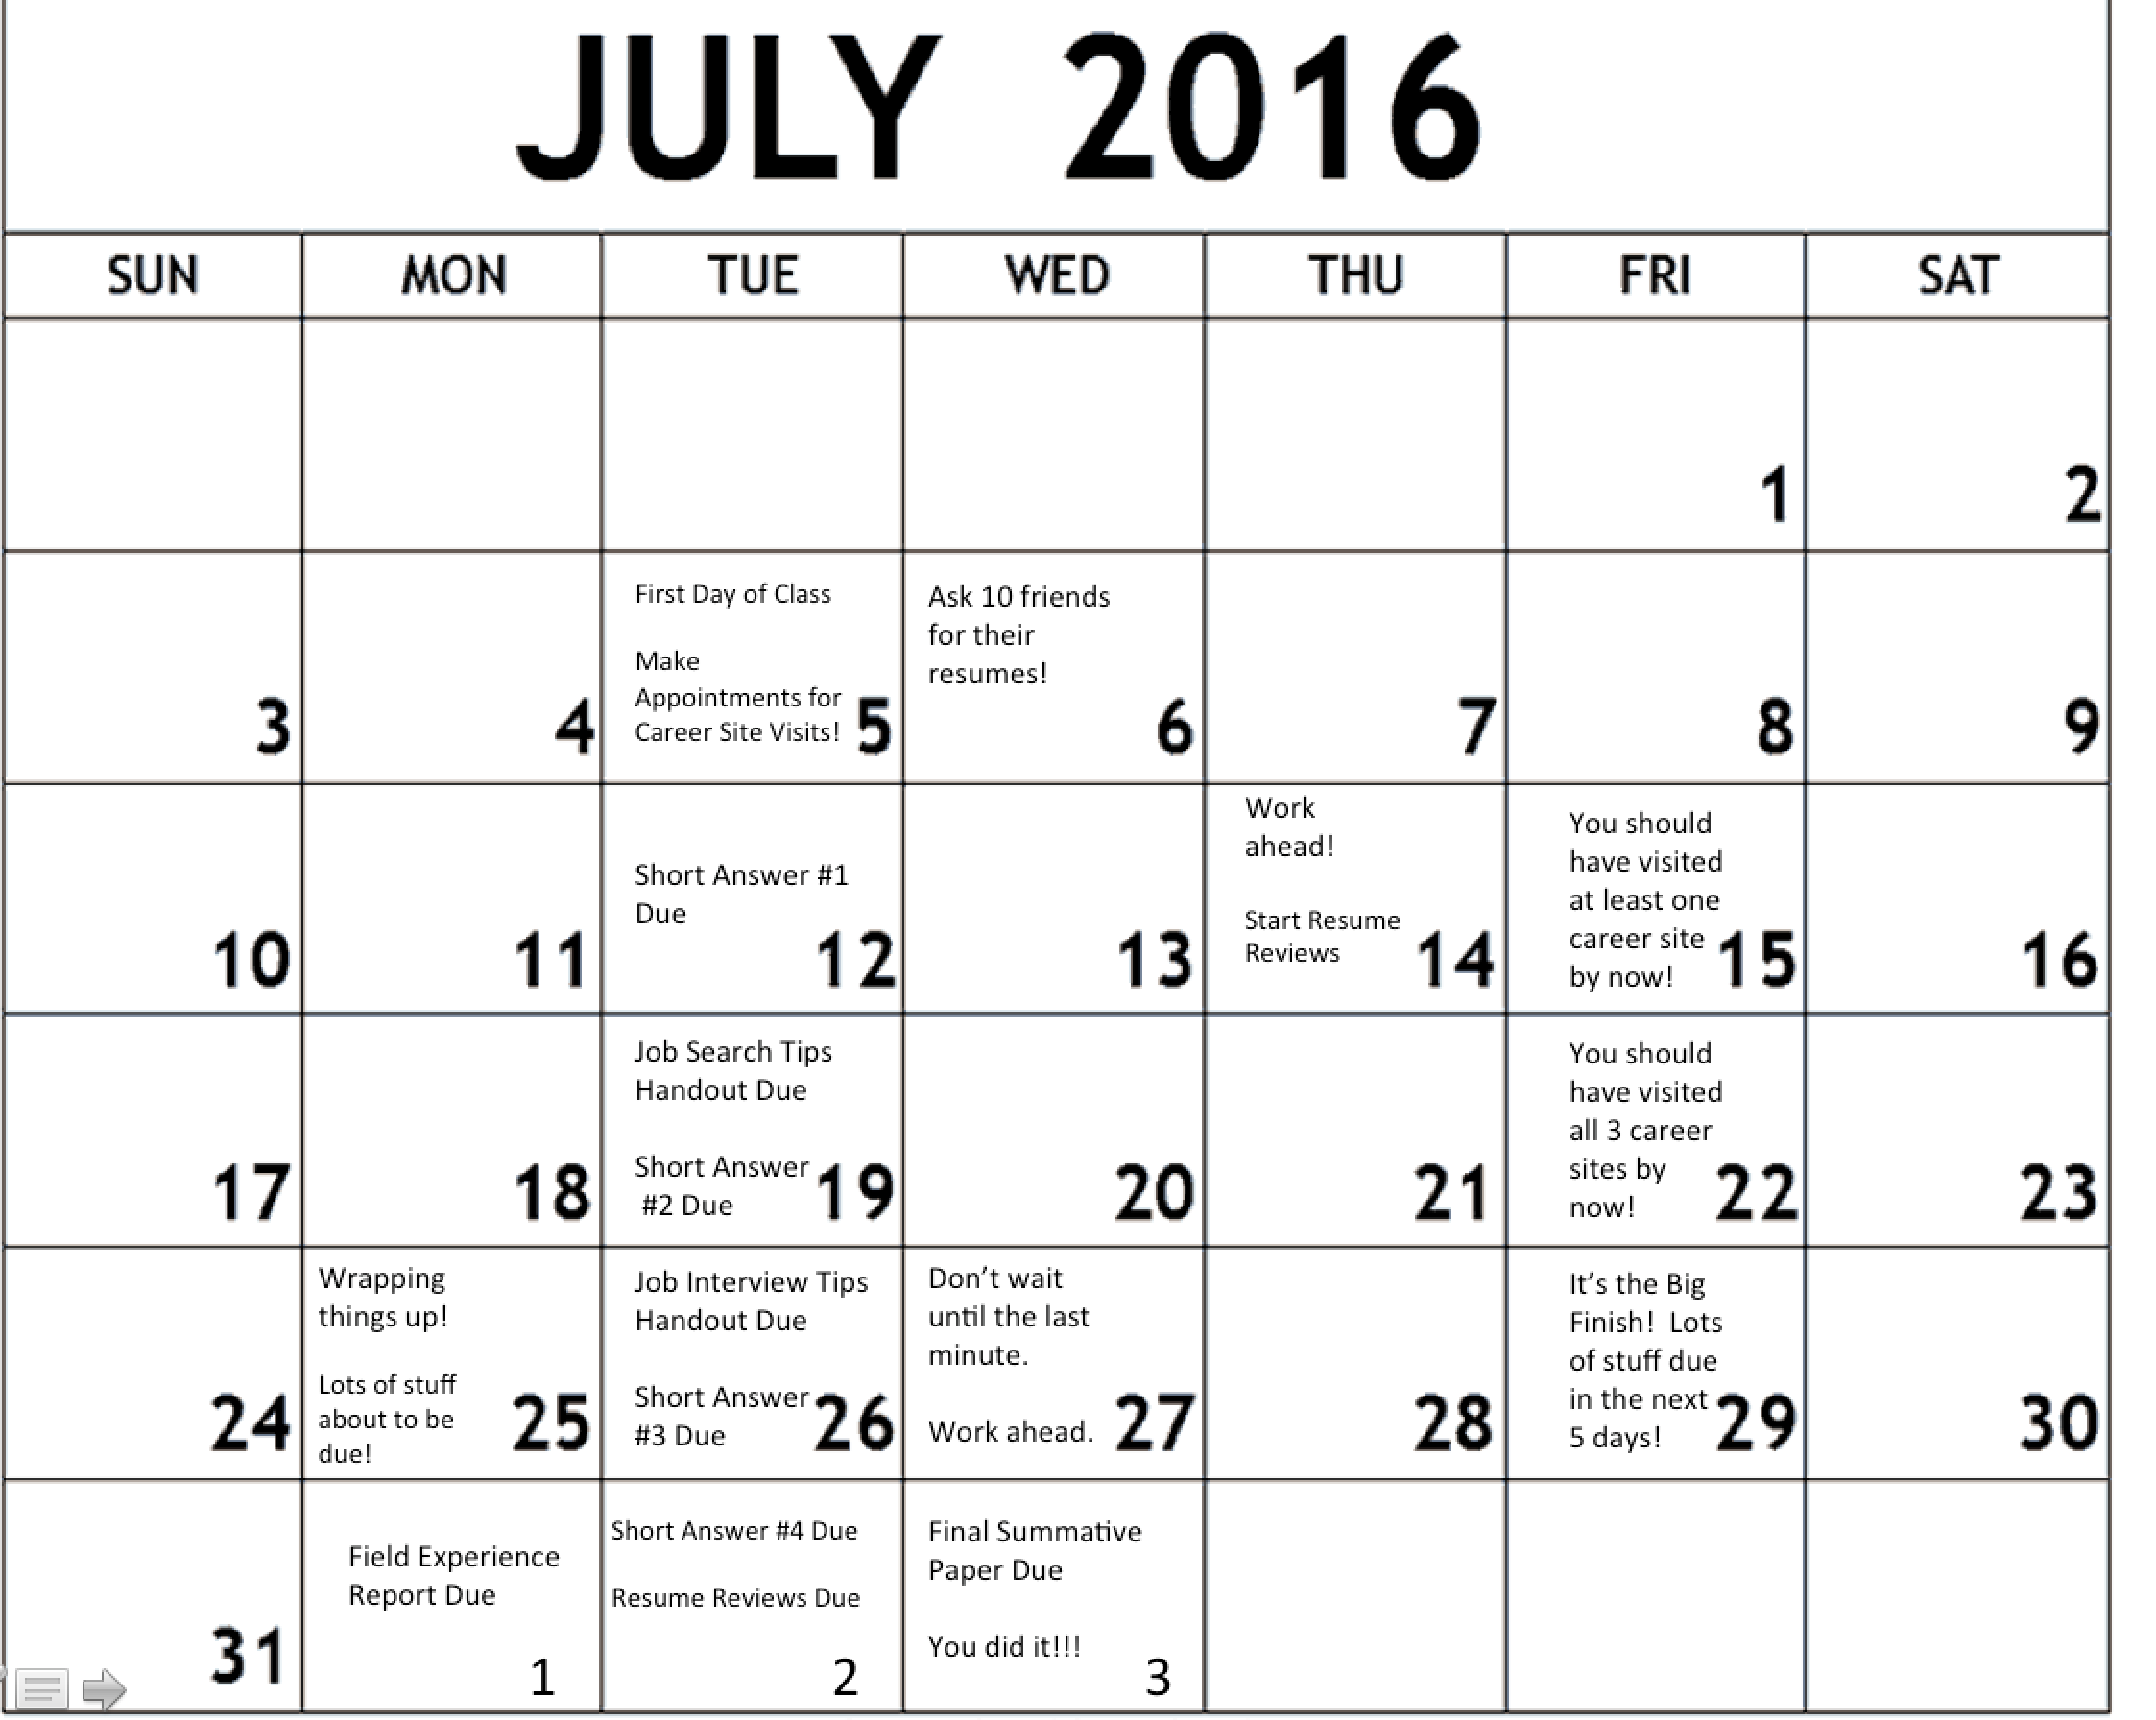 JULY 2016
SUN MON TUE WED THU FRI SAT
1 2
First Day of Class
Make
Appointments for
Career Site Visits!
Ask 10 friends
for their
resumes!
3 4 5 6 7 8 9
Short Answer #1
Due
Work
ahead!
Start Resume
Reviews
You should
have visited
at least one
career site
by now!
10 11 12 13 14 15 16
Job Search Tips
Handout Due
Short Answer
#2 Due
You should
have visited
all 3 career
sites by
now!
17 18 19 20 21 22 23
Wrapping
things up!
Lots of stuff
about to be
due!
Job Interview Tips
Handout Due
Short Answer
#3 Due
Don’t wait
until the last
minute.
Work ahead.
It’s the Big
Finish! Lots
of stuff due
in the next
5 days!
24 25 26 27 28 29 30
Field Experience
Report Due
Short Answer #4 Due
Resume Reviews Due
Final Summative
Paper Due
You did it!!!
31 1 2 3